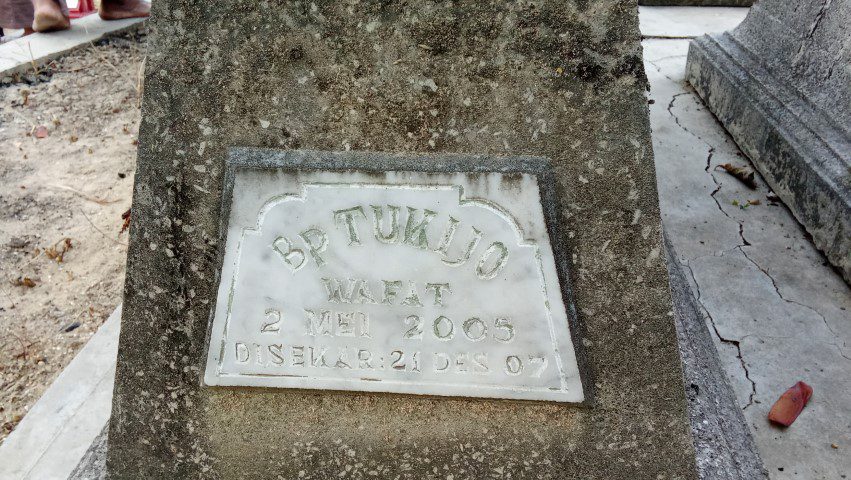 BP TUKIJO
WAFAT
2 MEI 2005
DISEKAR: 21 DES 07